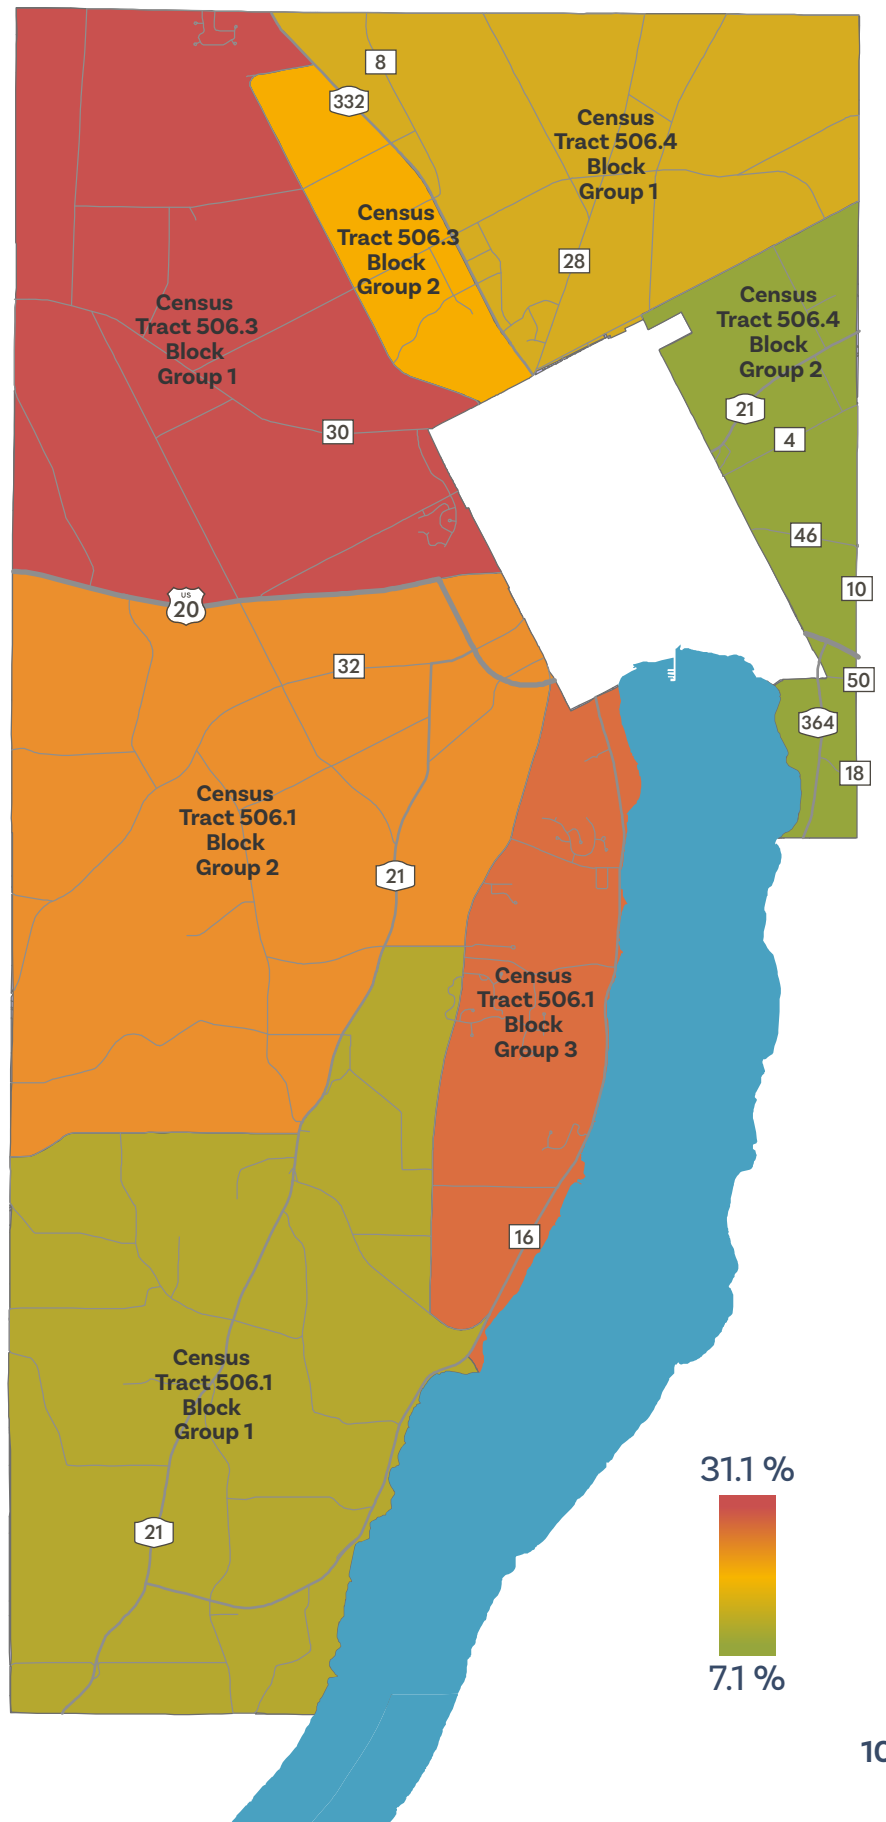 8
332
Census
Tract 506.4
Block
Group 1
Census
Tract 506.3
Block
Group 2
28
Census
Tract 506.4
Block
Group 2
Census
Tract 506.3
Block
Group 1
21
30
4
46
10
US
20
32
50
364
18
Census
Tract 506.1
Block
Group 2
21
Census
Tract 506.1
Block
Group 3
16
Census
Tract 506.1
Block
Group 1
31.1 %
21
7.1 %